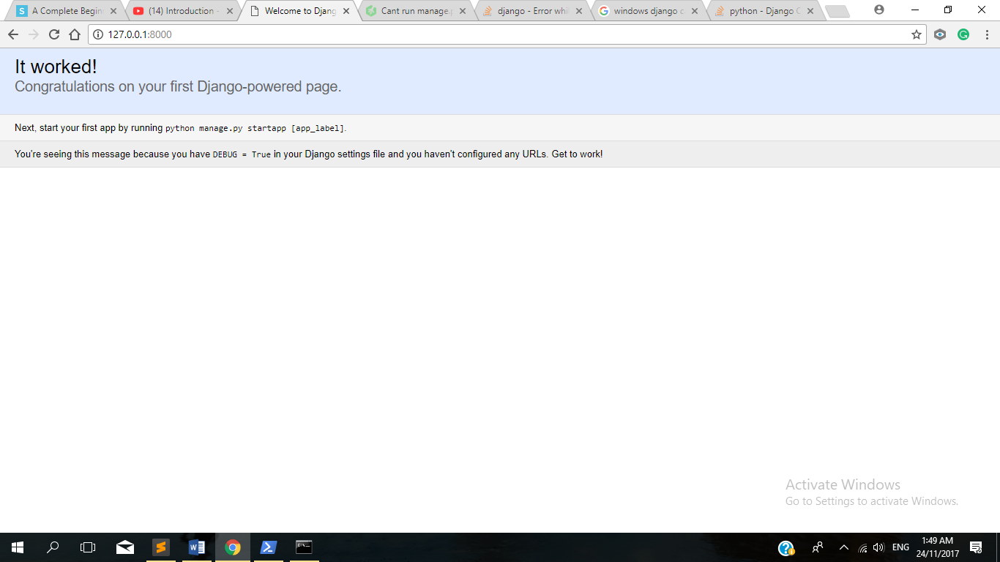 A Complete Begin
(14) Introduction -
Welcome to Djang
Cant run manage.p
django - Error whi
windows django c
python - Django C
127.0.0.1:8000
It worked!
Congratulations on your first Django-powered page.
Next, start your first app by running python manage.py startapp [app_label].
You're seeing this message because you have DEBUG = True in your Django settings file and you haven't configured any URLs. Get to work!
Activate Windows
Go to Settings to activate Windows.
ENG
1:49 AM
24/11/2017